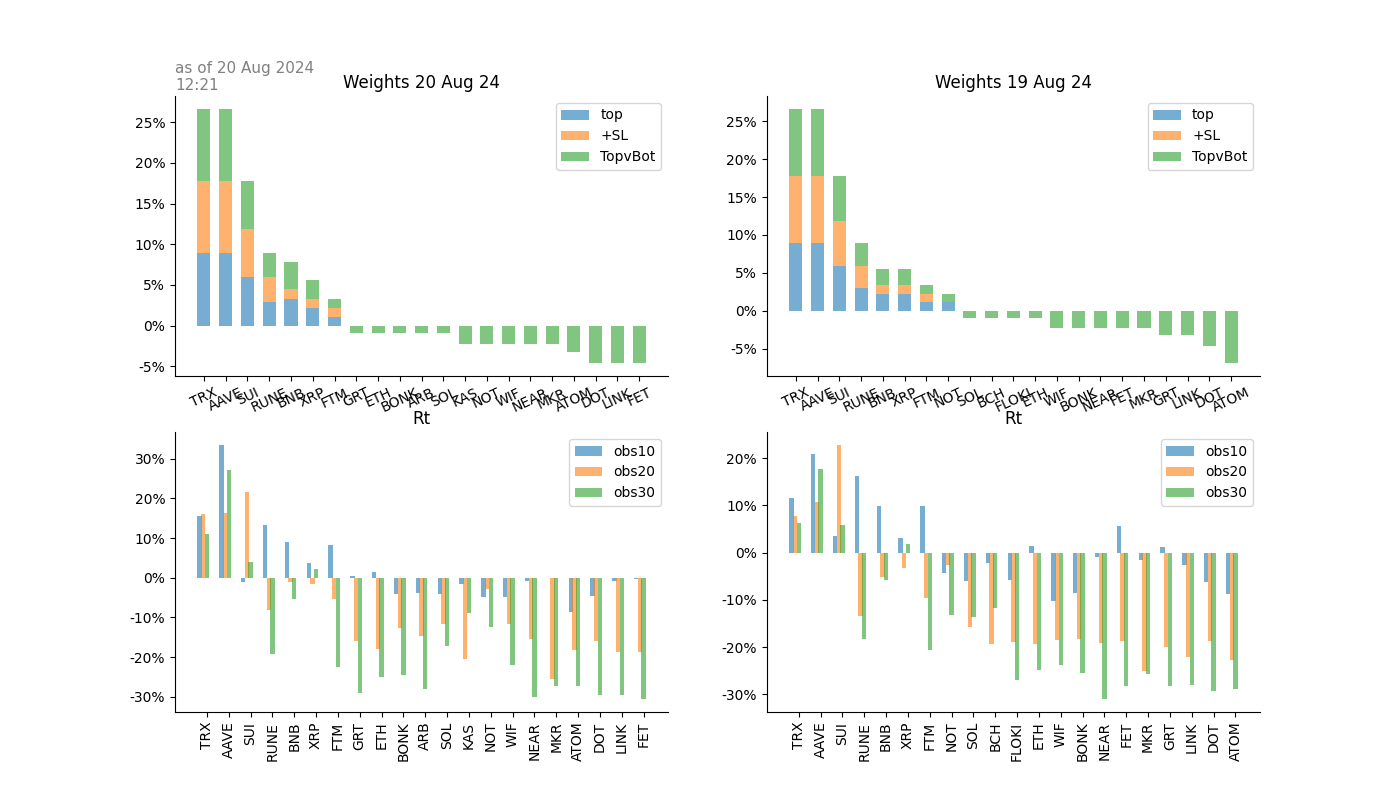 as of 20 Aug 2024
12:21
Weights 20 Aug 24
25%
20%
15%
10%
5%
0%
-5%
top
+SL
TopvBot
TRX AAVE SUI RUNE BNB XRP FTM GRT ETH BONK ARB SOL KAS NOT WIF NEAR MKR ATOM DOT LINK FET
Weights 19 Aug 24
25%
20%
15%
10%
5%
0%
-5%
top
+SL
TopvBot
TRX AAVE SUI RUNE BNB XRP FTM NOT SOL BCH FLOKI ETH WIF BONK NEAR FET MKR GRT LINK DOT ATOM
Rt
30%
20%
10%
0%
-10%
-20%
-30%
obs10
obs20
obs30
TRX AAVE SUI RUNE BNB XRP FTM GRT ETH BONK ARB SOL KAS NOT WIF NEAR MKR ATOM DOT LINK FET
Rt
20%
10%
0%
-10%
-20%
-30%
obs10
obs20
obs30
TRX AAVE SUI RUNE BNB XRP FTM NOT SOL BCH FLOKI ETH WIF BONK NEAR FET MKR GRT LINK DOT ATOM